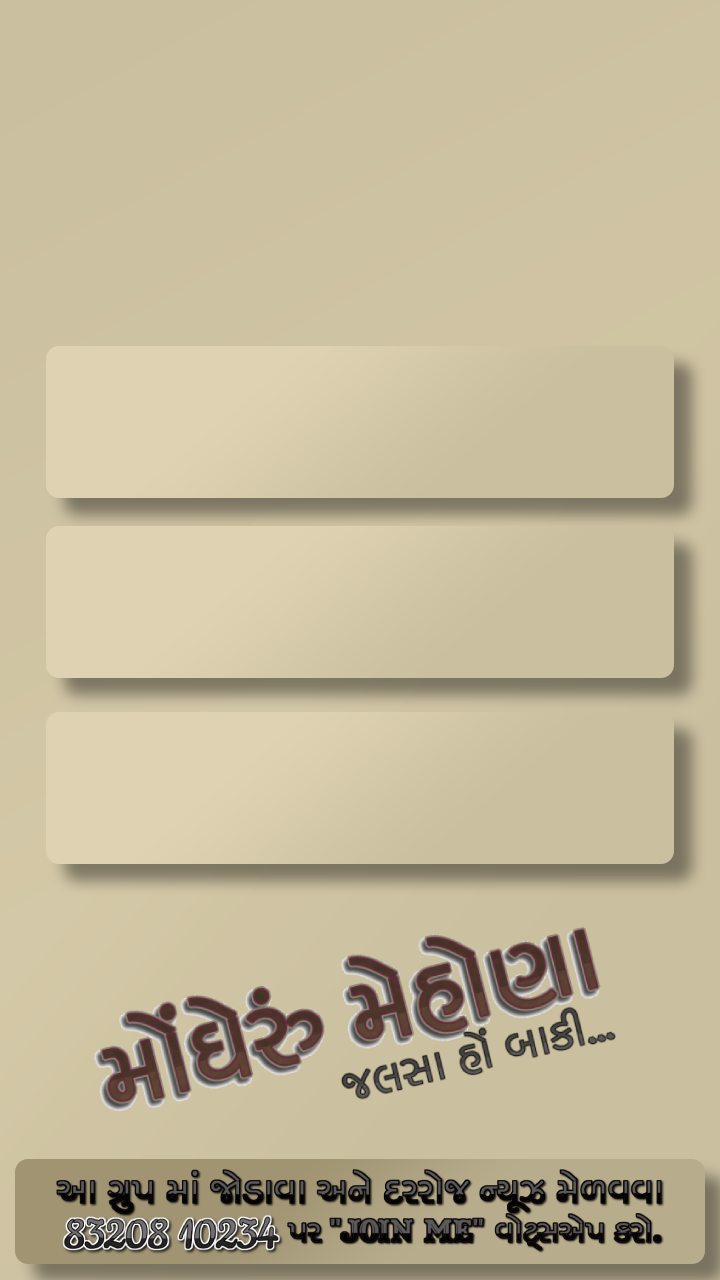 મોંઘેરું મેહોણા
જલસા હોં બાકી...
આ ગ્રુપ માં જોડાવા અને દરરોજ ન્યૂઝ મેળવવા
83208 10234 પર "JOIN ME" વોટ્સએપ કરો.